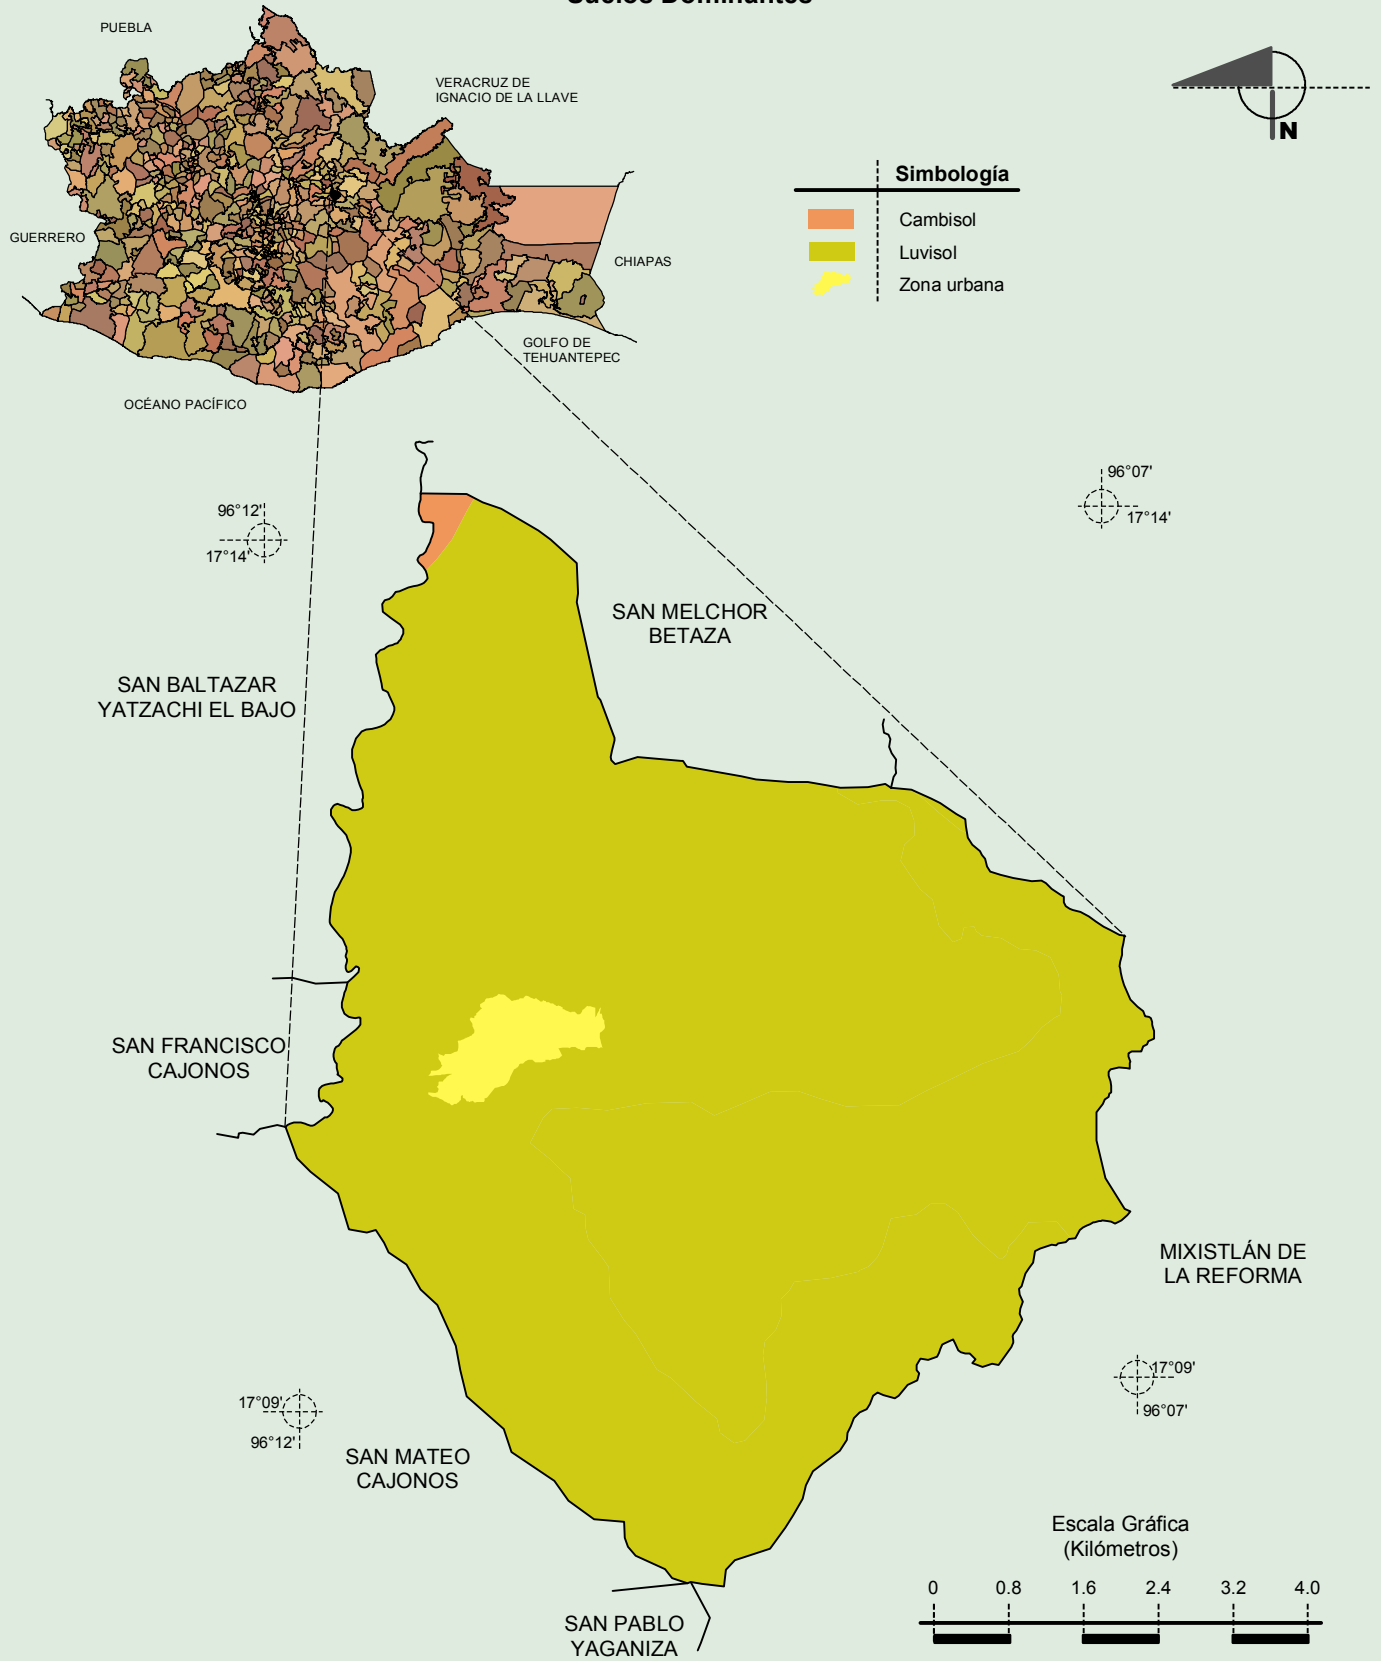 Suelos Dominantes
PUEBLA
VERACRUZ DE
IGNACIO DE LA LLAVE
GUERRERO
CHIAPAS
GOLFO DE
TEHUANTEPEC
OCÉANO PACÍFICO
N
Simbología
Cambisol
Luvisol
Zona urbana
96°12'
17°14'
96°07'
17°14'
SAN MELCHOR
BETAZA
SAN BALTAZAR
YATZACHI EL BAJO
SAN FRANCISCO
CAJONOS
MIXISTLÁN DE
LA REFORMA
17°09'
96°12'
17°09'
96°07'
SAN MATEO
CAJONOS
SAN PABLO
YAGANIZA
Escala Gráfica
(Kilómetros)
0 0.8 1.6 2.4 3.2 4.0